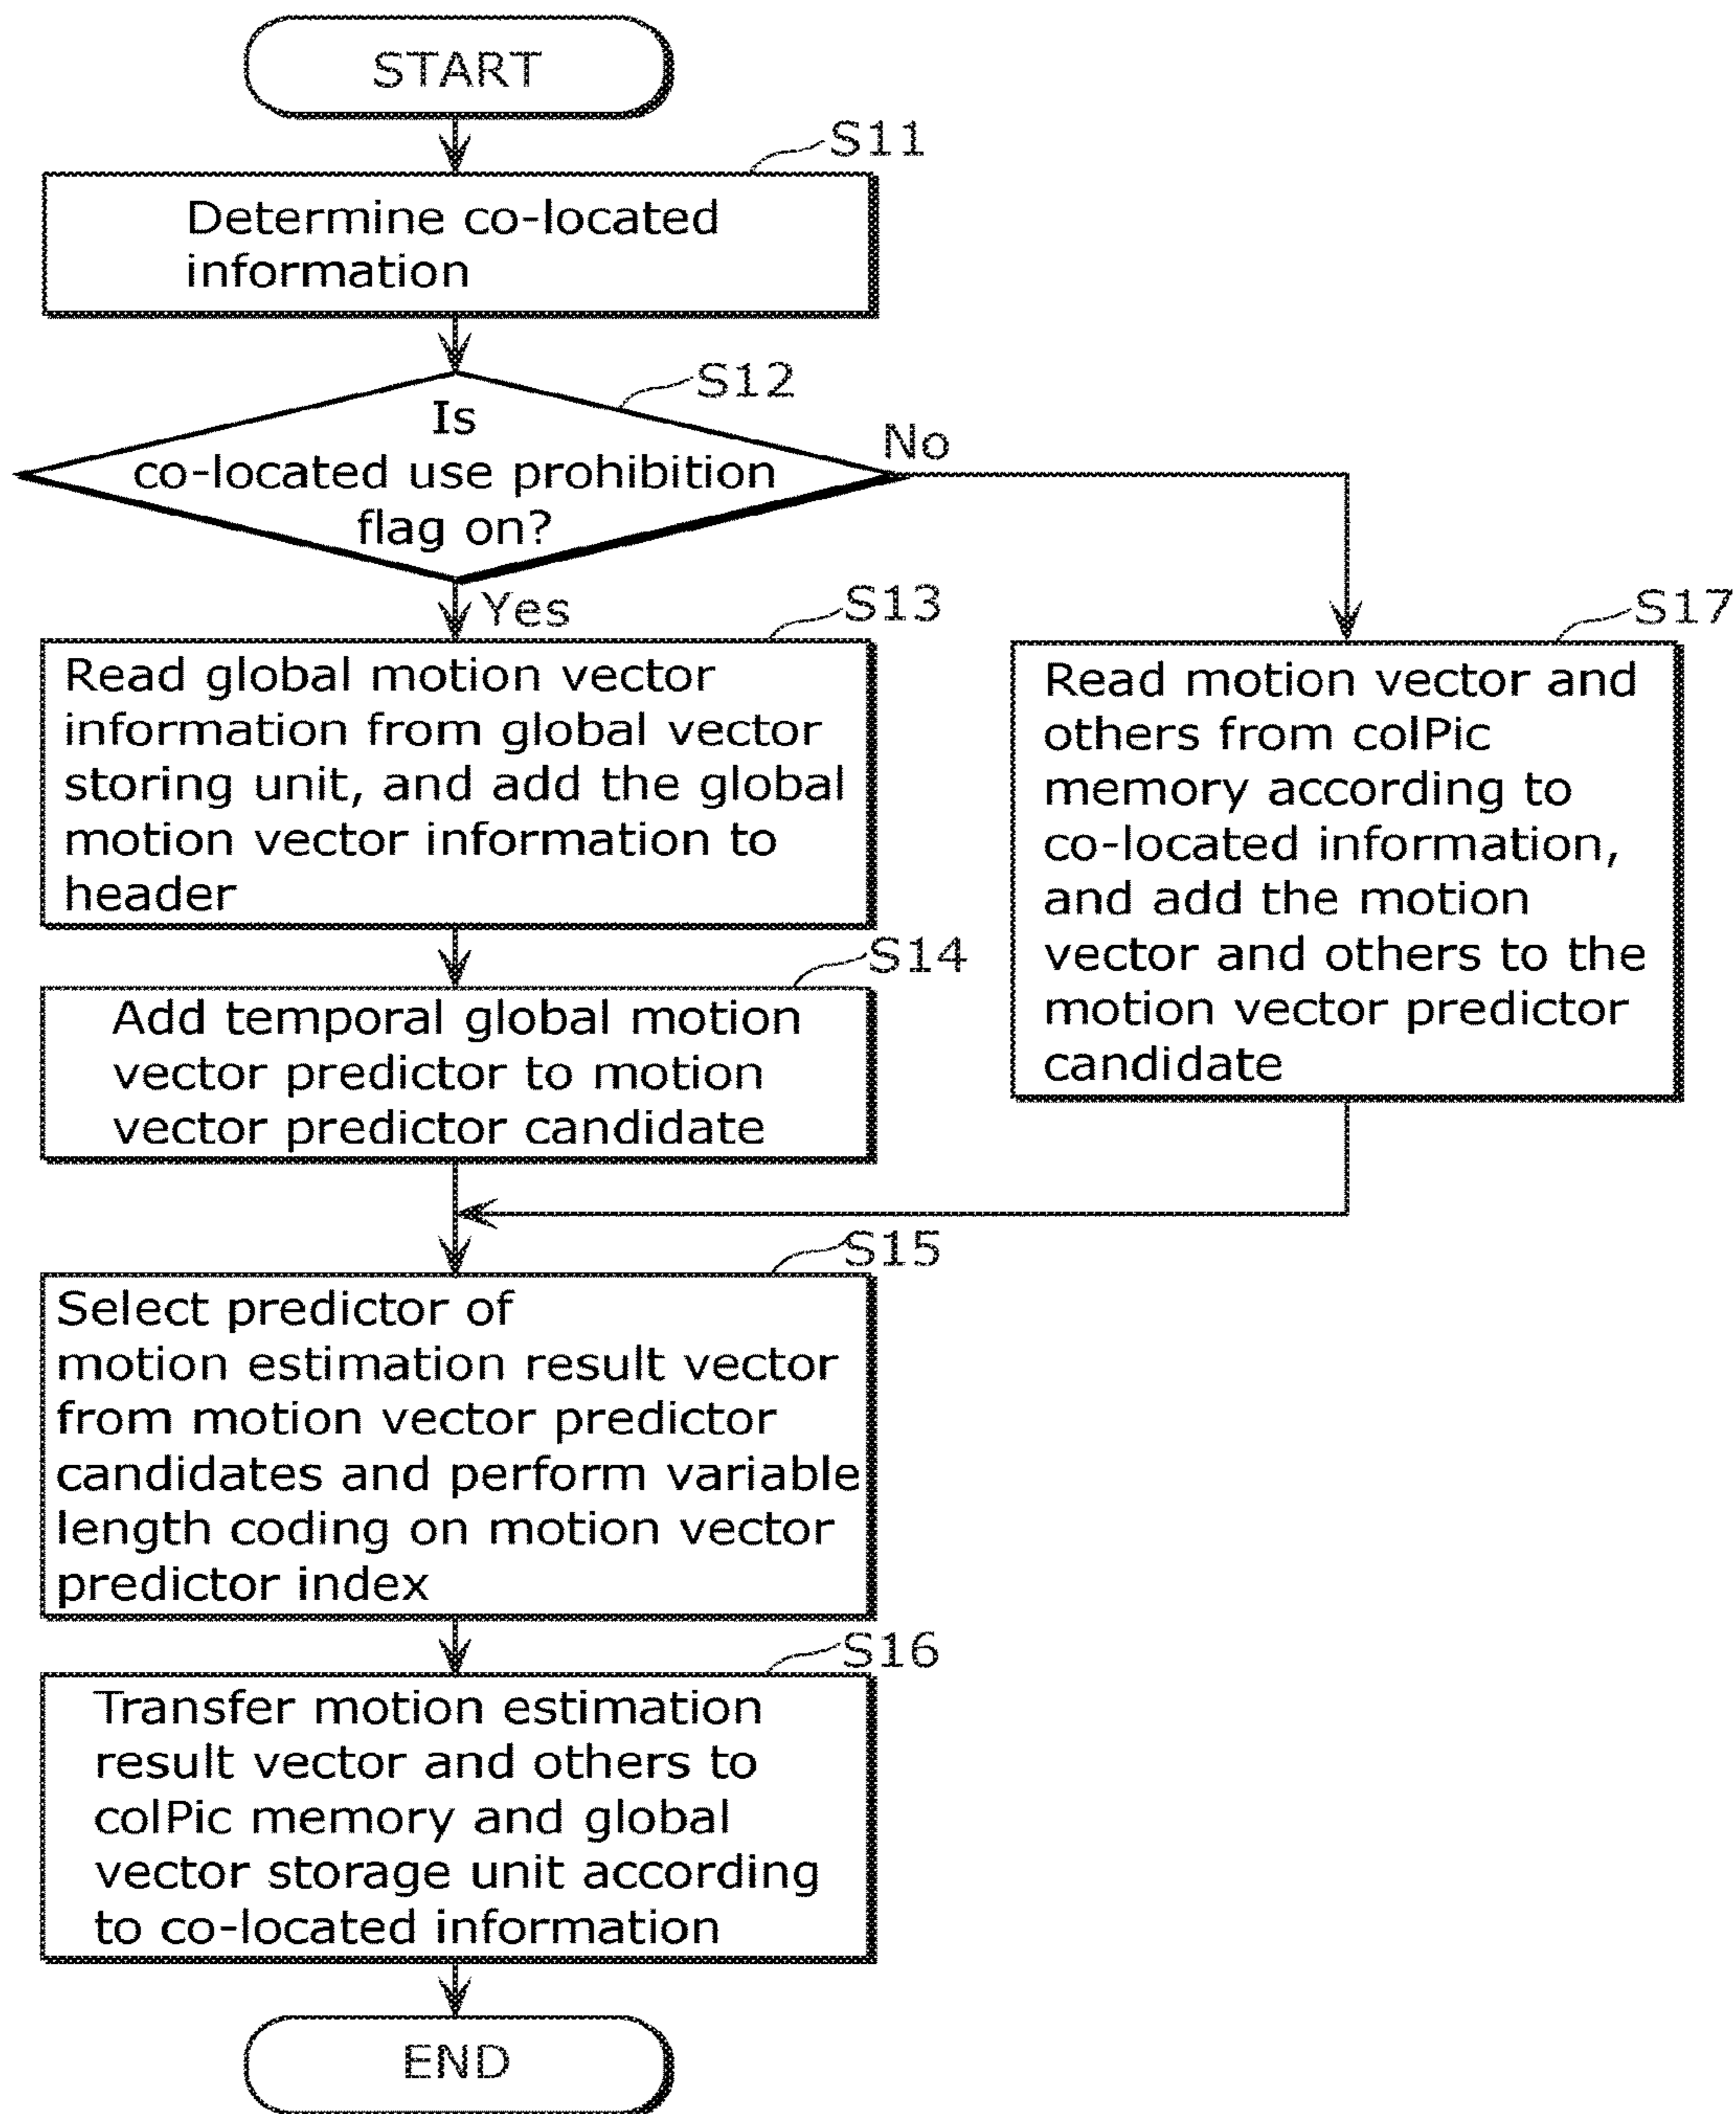 START
S11
Determine co-located
information
S12
Is
co-located use prohibition
flag on?
No
Yes
S13
Read global motion vector
information from global vector
storing unit, and add the global
motion vector information to
header
S14
Add temporal global motion
vector predictor to motion
vector predictor candidate
S17
Read motion vector and
others from colPic
memory according to
co-located information,
and add the motion
vector and others to the
motion vector predictor
candidate
S15
Select predictor of
motion estimation result vector
from motion vector predictor
candidates and perform variable
length coding on motion vector
predictor index
S16
Transfer motion estimation
result vector and others to
colPic memory and global
vector storage unit according
to co-located information
END